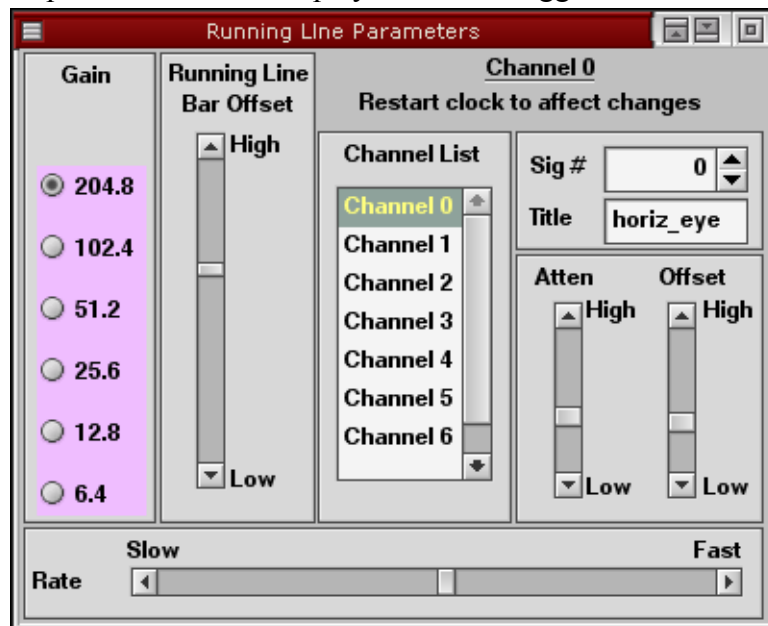 Running Line Parameters
Gain
204.8
102.4
51.2
25.6
12.8
6.4
Running Line
Bar Offset
High
Low
Channel 0
Restart clock to affect changes
Channel List
Channel 0
Channel 1
Channel 2
Channel 3
Channel 4
Channel 5
Channel 6
Sig # 0
Title horiz_eye
Atten
High
Low
Offset
High
Low
Slow Fast
Rate